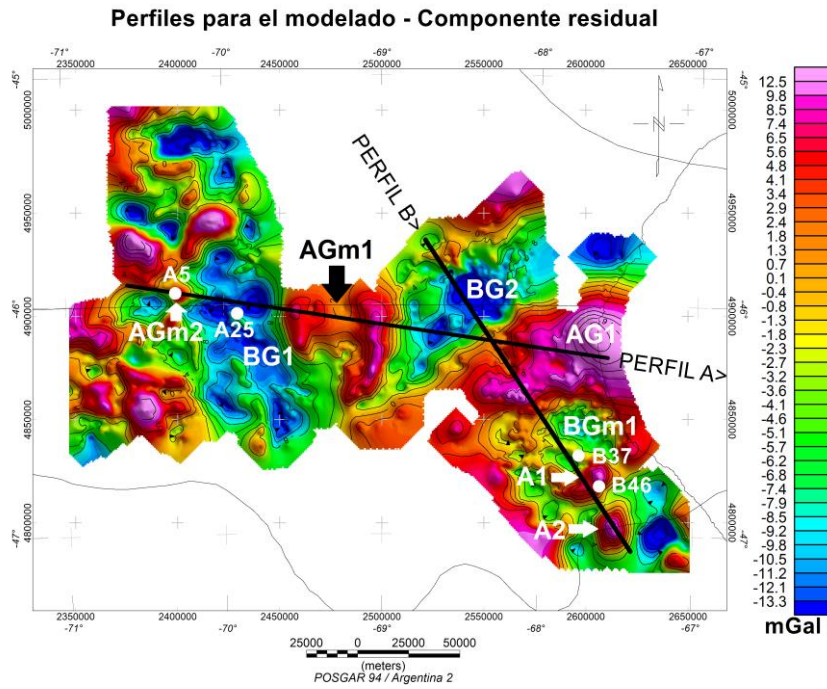 Perfiles para el modelado - Componente residual
-71° -70° -69° -68° -67°
2350000 2400000 2450000 2500000 2550000 2600000 2650000
-45° 5000000 4950000 -46° 4900000 4850000 4800000 -47°
-45° 5000000 4950000 -46° 4900000 4850000 4800000 -47°
N
PERFIL B>
AGm1
A5
BG2
AGm2
A25
BG1
AG1
PERFIL A>
BGm1
B37
A1
B46
A2
2350000 2400000 2450000 2500000 2550000 2600000 2650000
-71° -70° -69° -68° -67°
25000 0 25000 50000
(meters)
POSGAR 94 / Argentina 2
12.5
9.8
8.5
7.4
6.5
5.6
4.8
4.1
3.4
2.9
2.4
1.8
1.3
0.7
0.1
-0.4
-1.0
-1.7
-2.3
-2.9
-3.7
-4.1
-4.6
-5.1
-5.7
-6.2
-6.8
-7.4
-7.9
-8.5
-9.2
-9.8
-10.5
-11.2
-12.1
-13.3
mGal